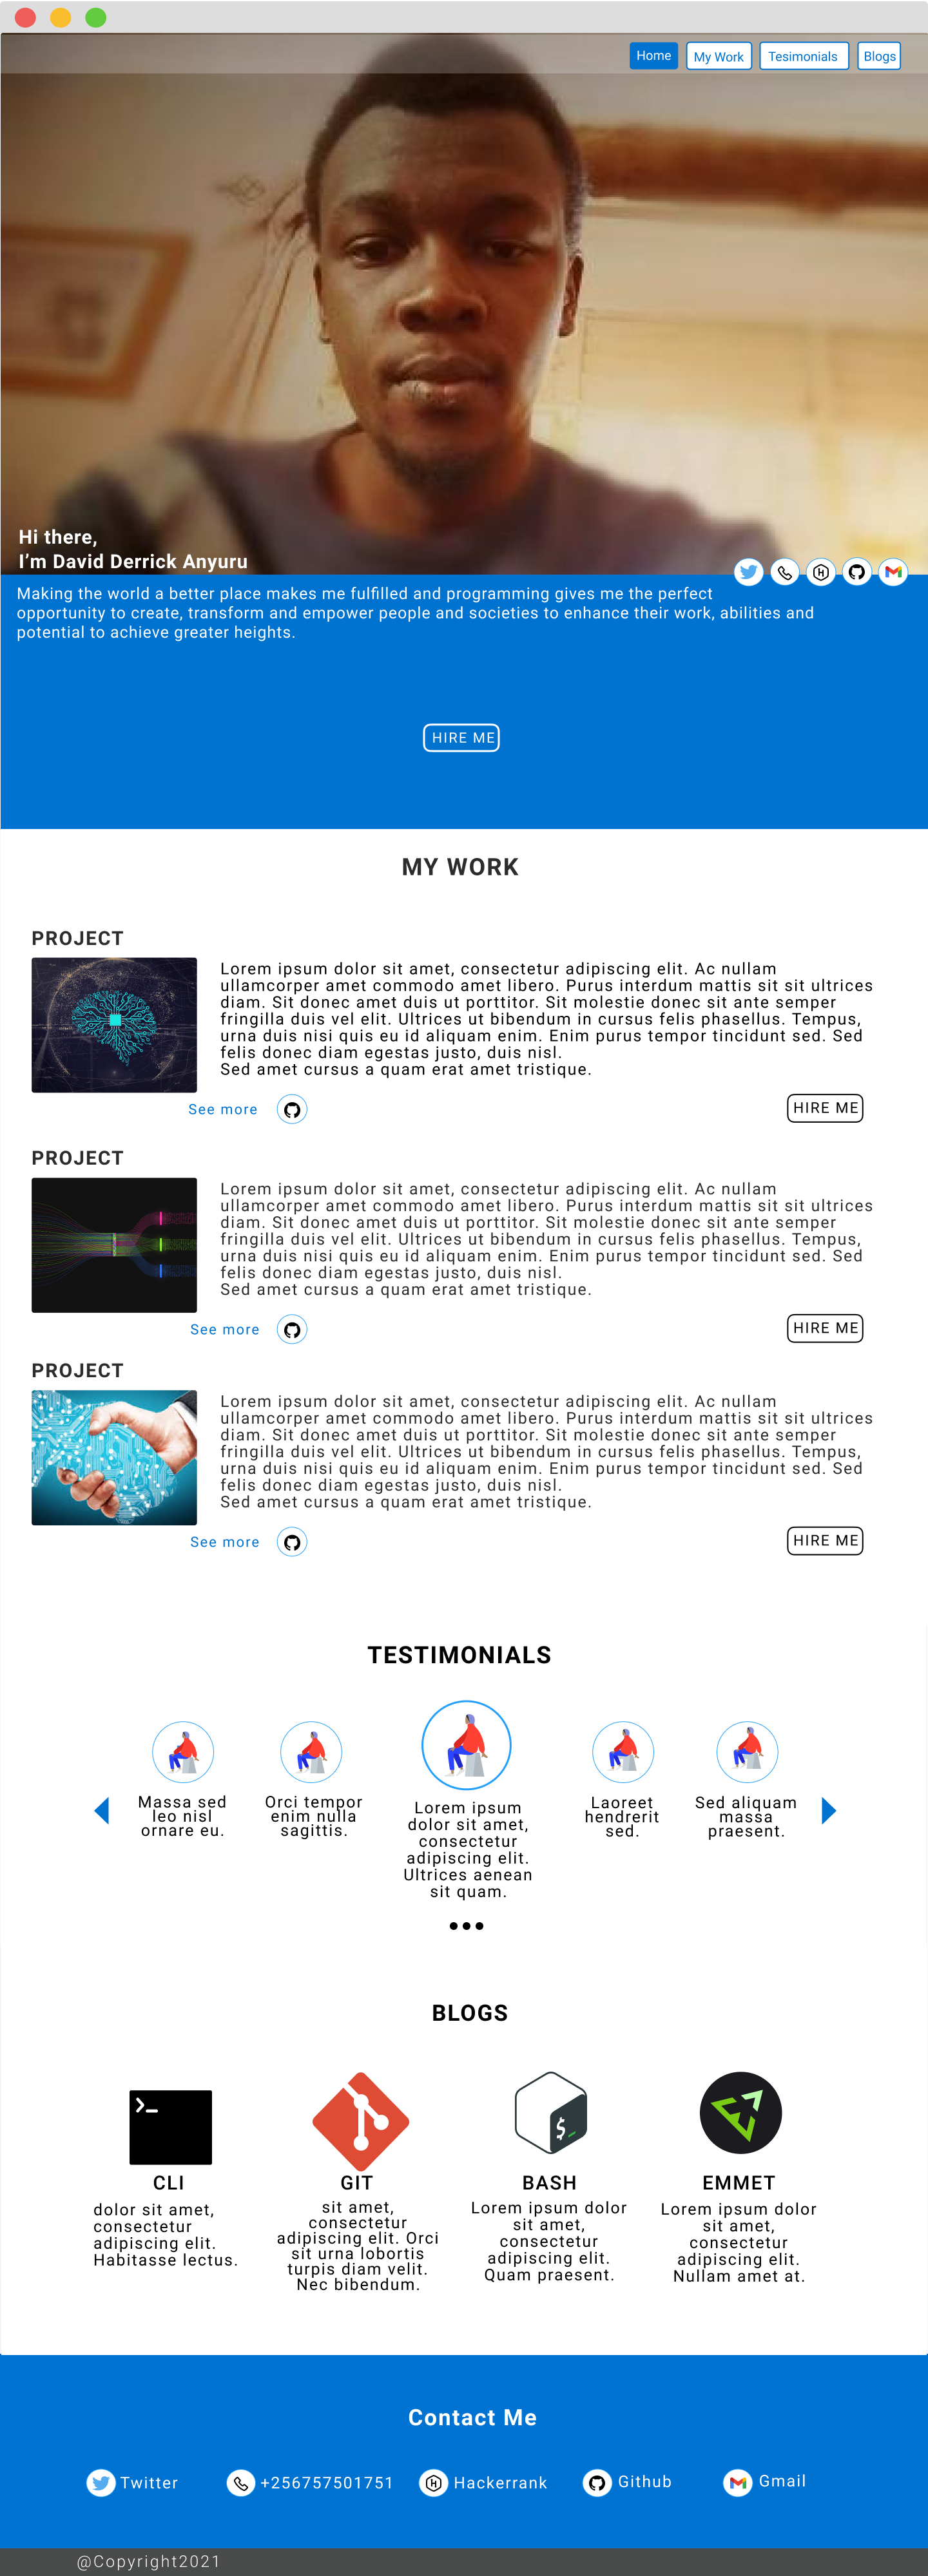 Home
My Work
Tesimonials
Blogs
Hi there,
I'm David Derrick Anyuru
Making the world a better place makes me fulfilled and programming gives me the perfect
opportunity to create, transform and empower people and societies to enhance their work, abilities and
potential to achieve greater heights.
HIRE ME
MY WORK
PROJECT
Lorem ipsum dolor sit amet, consectetur adipiscing elit. Ac nullam
ullamcorper amet commodo amet libero. Purus interdum mattis sit sit ultrices
diam. Sit donec amet duis ut porttitor. Sit molestie donec sit ante semper
fringilla duis vel elit. Ultrices ut bibendum in cursus felis phasellus. Tempus,
urna duis nisi quis eu id aliquam enim. Enim purus tempor tincidunt sed. Sed
felis donec diam egestas justo, duis nisl.
Sed amet cursus a quam erat amet tristique.
See more
HIRE ME
PROJECT
Lorem ipsum dolor sit amet, consectetur adipiscing elit. Ac nullam
ullamcorper amet commodo amet libero. Purus interdum mattis sit sit ultrices
diam. Sit donec amet duis ut porttitor. Sit molestie donec sit ante semper
fringilla duis vel elit. Ultrices ut bibendum in cursus felis phasellus. Tempus,
urna duis nisi quis eu id aliquam enim. Enim purus tempor tincidunt sed. Sed
felis donec diam egestas justo, duis nisl.
Sed amet cursus a quam erat amet tristique.
See more
HIRE ME
PROJECT
Lorem ipsum dolor sit amet, consectetur adipiscing elit. Ac nullam
ullamcorper amet commodo amet libero. Purus interdum mattis sit sit ultrices
diam. Sit donec amet duis ut porttitor. Sit molestie donec sit ante semper
fringilla duis vel elit. Ultrices ut bibendum in cursus felis phasellus. Tempus,
urna duis nisi quis eu id aliquam enim. Enim purus tempor tincidunt sed. Sed
felis donec diam egestas justo, duis nisl.
Sed amet cursus a quam erat amet tristique.
See more
HIRE ME
TESTIMONIALS
Massa sed
leo nisl
ornare eu.
Orci tempor
enim nulla
sagittis.
Lorem ipsum
dolor sit amet,
consectetur
adipiscing elit.
Ultrices aenean
sit quam.
Laoreet
hendrerit
sed.
Sed aliquam
massa
praesent.
BLOGS
CLI
dolor sit amet,
consectetur
adipiscing elit.
Habitasse lectus.
GIT
sit amet,
consectetur
adipiscing elit. Orci
sit urna lobortis
turpis diam velit.
Nec bibendum.
BASH
Lorem ipsum dolor
sit amet,
consectetur
adipiscing elit.
Quam praesent.
EMMET
Lorem ipsum dolor
sit amet,
consectetur
adipiscing elit.
Nullam amet at.
Contact Me
Twitter
+256757501751
Hackerrank
Github
Gmail
@Copyright2021